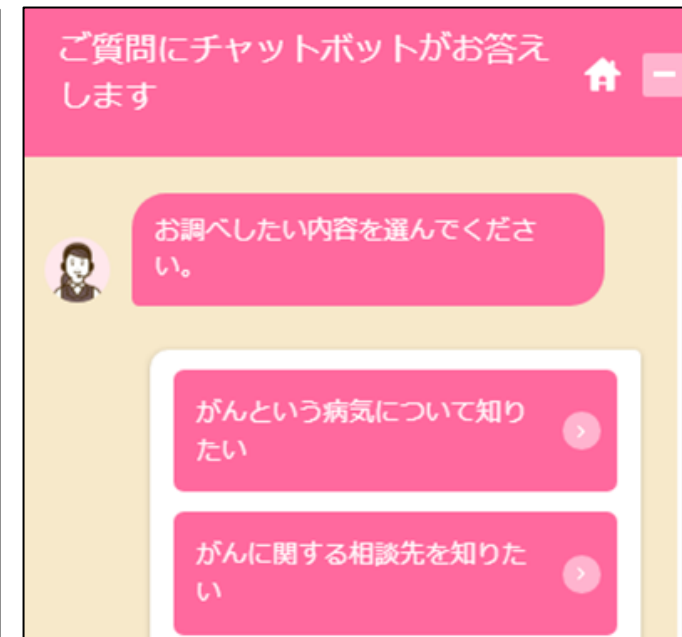 ご質問にチャットボットがお答え
します
お調べしたい内容を選んでくださ
い。
がんという病気について知り
たい
がんに関する相談先を知りた
い